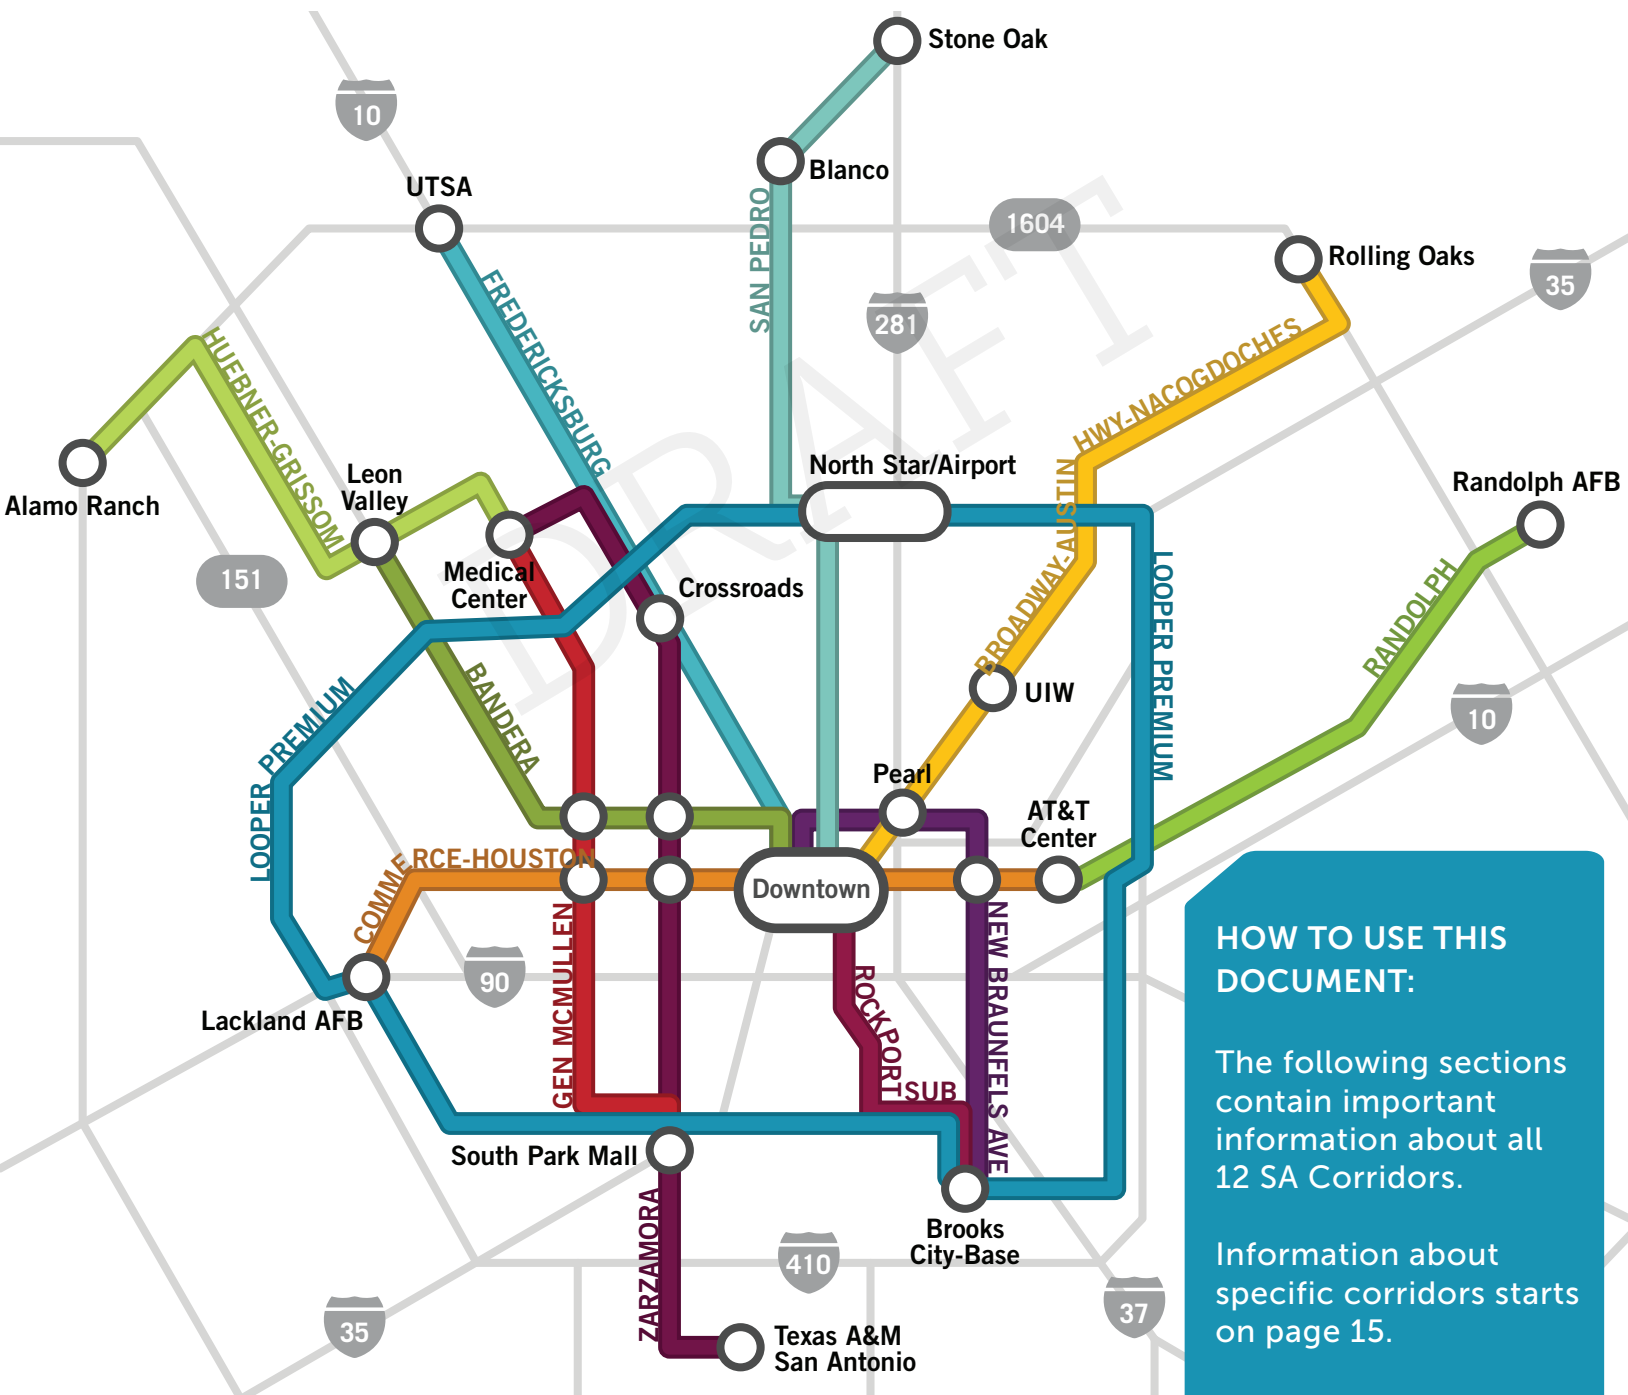 Stone Oak
10
Blanco
UTSA
SAN PEDRO
1604
Rolling Oaks
35
281
FREDERICKSBURG
HUEBNER-GRISSOM
HWY-NACOGDOCHES
DRAFT
North Star/Airport
Leon
Valley
Alamo Ranch
Randolph AFB
BROADWAY-AUSTIN
151
Medical
Center
Crossroads
LOOPER PREMIUM
RANDOLPH
BANDERA
UIW
LOOPER PREMIUM
10
Pearl
AT&T
Center
COMMERCE-HOUSTON
Downtown
GEN MCMULLEN
NEW BRAUNFELS AVE
90
ROCKPORT SUB
Lackland AFB
South Park Mall
ZARZAMORA
Brooks
City-Base
410
37
35
Texas A&M
San Antonio
HOW TO USE THIS
DOCUMENT:
The following sections
contain important
information about all
12 SA Corridors.
Information about
specific corridors starts
on page 15.